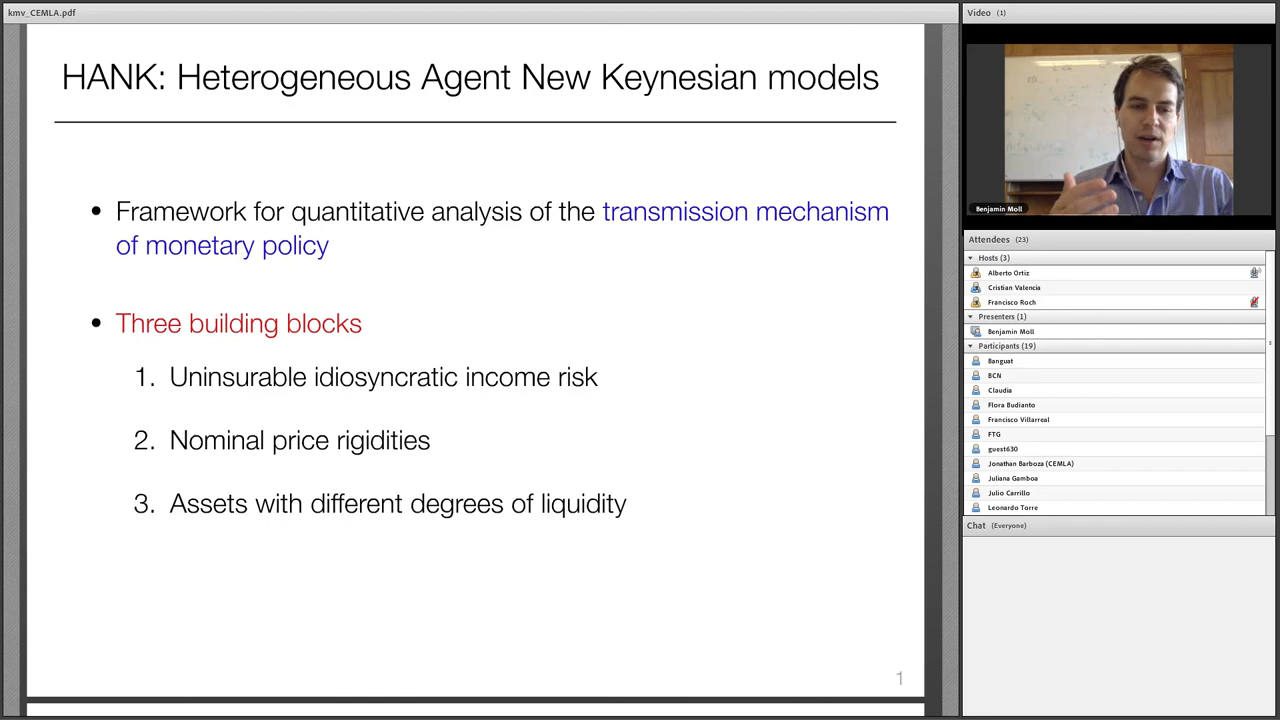 kmv_CEMLA.pdf
HANK: Heterogeneous Agent New Keynesian models
• Framework for quantitative analysis of the transmission mechanism
of monetary policy
• Three building blocks
1. Uninsurable idiosyncratic income risk
2. Nominal price rigidities
3. Assets with different degrees of liquidity
1
Video (1)
Benjamin Moll
Attendees (23)
Hosts (3)
Alberto Ortiz
Cristian Valencia
Francisco Roch
Presenters (1)
Benjamin Moll
Participants (19)
Banguat
BCN
Claudia
Flora Budianto
Francisco Villarreal
FTG
guest630
Jonathan Barboza (CEMLA)
Juliana Gamboa
Julio Carrillo
Leonardo Torre
Chat (Everyone)